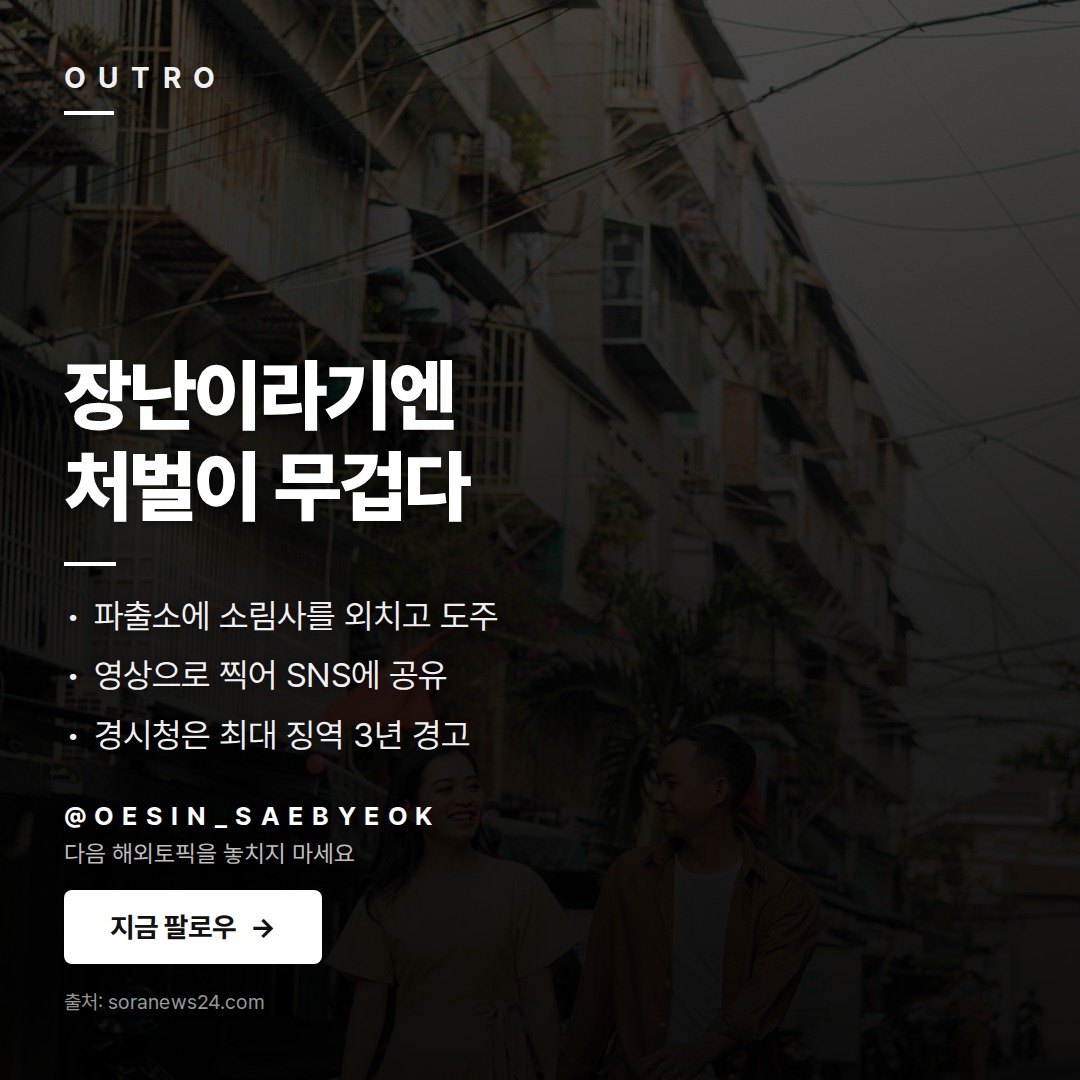 OUTRO
장난이라기엔
처벌이 무겁다
• 파출소에 소림사를 외치고 도주
• 영상으로 찍어 SNS에 공유
• 경시청은 최대 징역 3년 경고
@OESIN_SAEBYEOK
다음 해외토픽을 놓치지 마세요
지금 팔로우 →
출처: soranews24.com